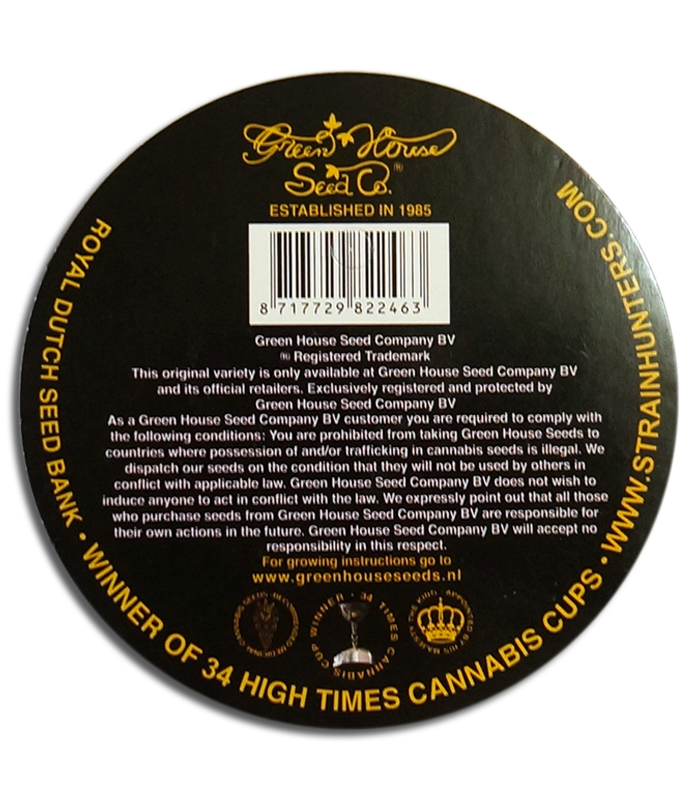 Green House
Seed Co.®
ESTABLISHED IN 1985
8 717729 822463
Green House Seed Company BV
® Registered Trademark
This original variety is only available at Green House Seed Company BV
and its official retailers. Exclusively registered and protected by
Green House Seed Company BV
As a Green House Seed Company BV customer you are required to comply with
the following conditions: You are prohibited from taking Green House Seeds to
countries where possession of and/or trafficking in cannabis seeds is illegal. We
dispatch our seeds on the condition that they will not be used by others in
conflict with applicable law. Green House Seed Company BV does not wish to
induce anyone to act in conflict with the law. We expressly point out that all those
who purchase seeds from Green House Seed Company BV are responsible for
their own actions in the future. Green House Seed Company BV will accept no
responsibility in this respect.
For growing instructions go to
www.greenhouseseeds.nl
CANNABIS CUP WINNER • 34 TIMES
ROYAL DUTCH SEED BANK • WINNER OF 34 HIGH TIMES CANNABIS CUPS • WWW.STRAINHUNTERS.COM